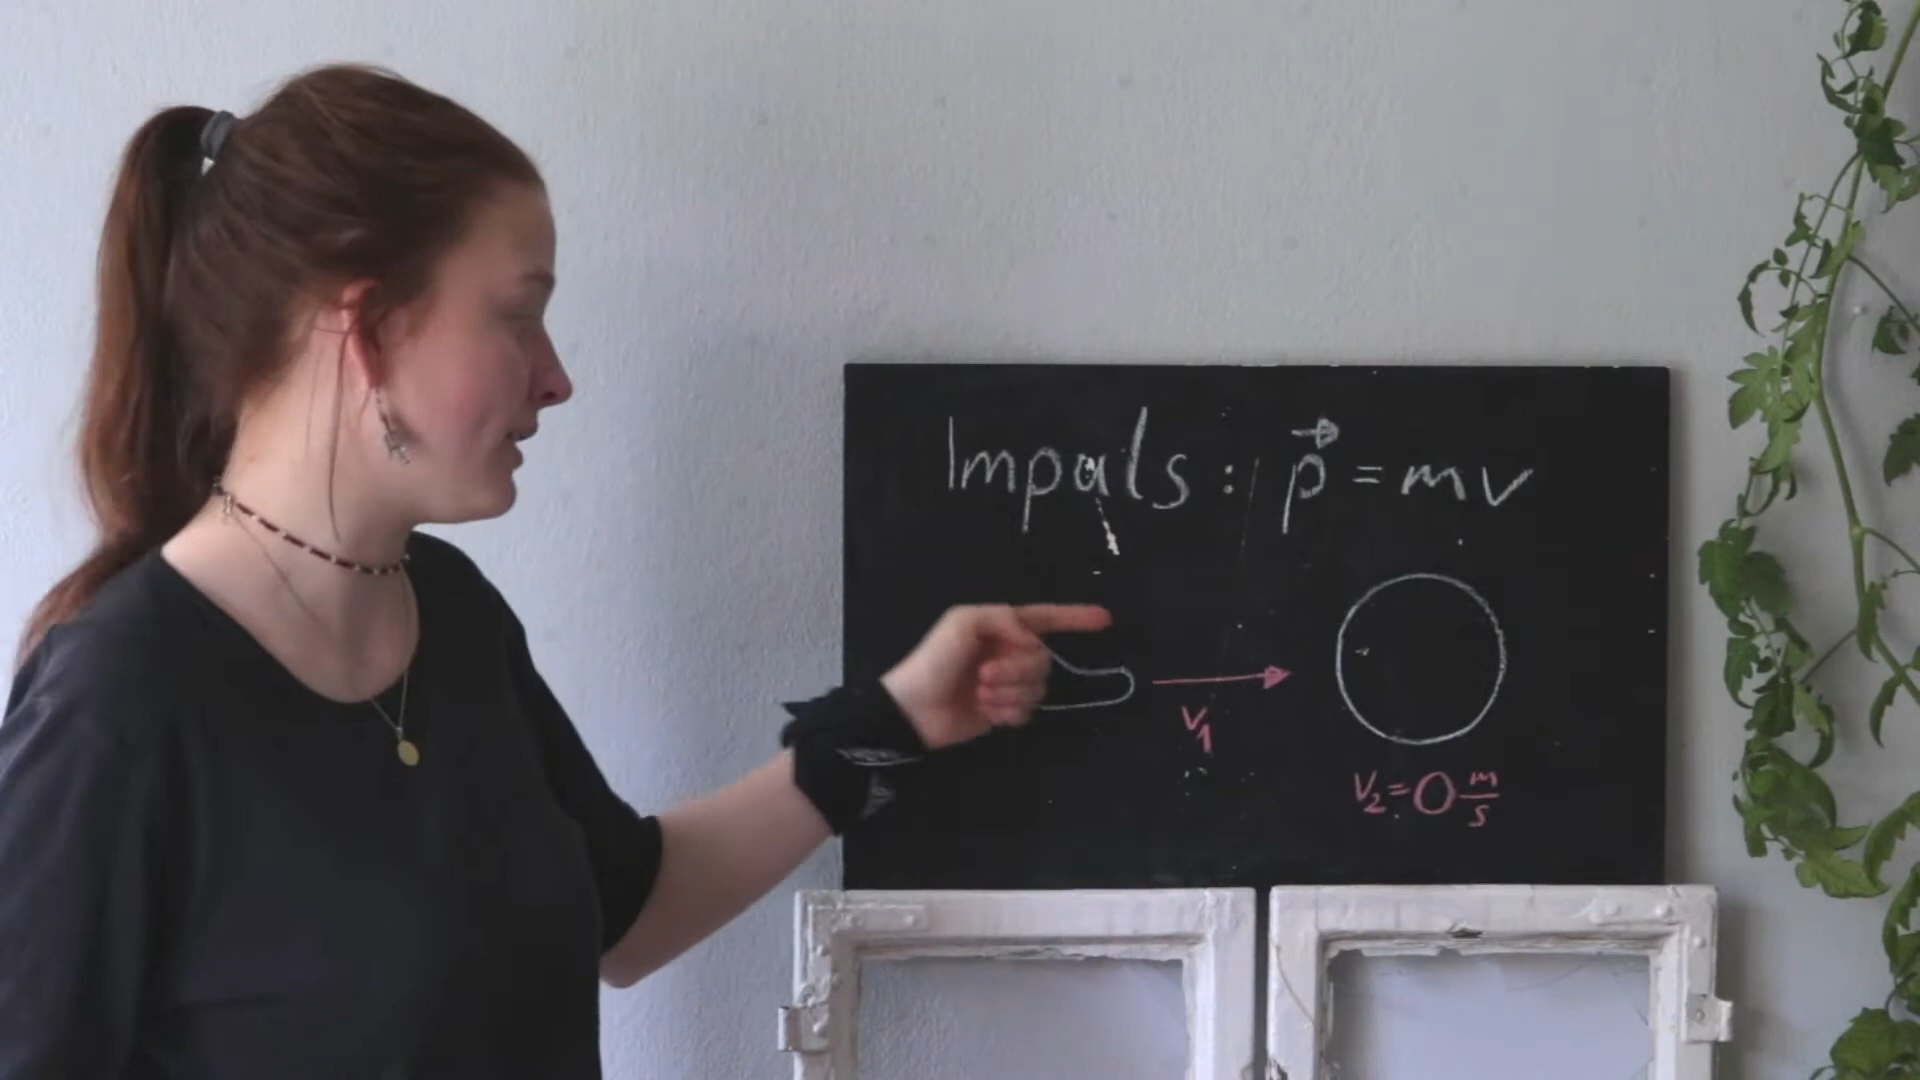 Impuls: p⃗ = mv
v₁
v₂=0 m/s